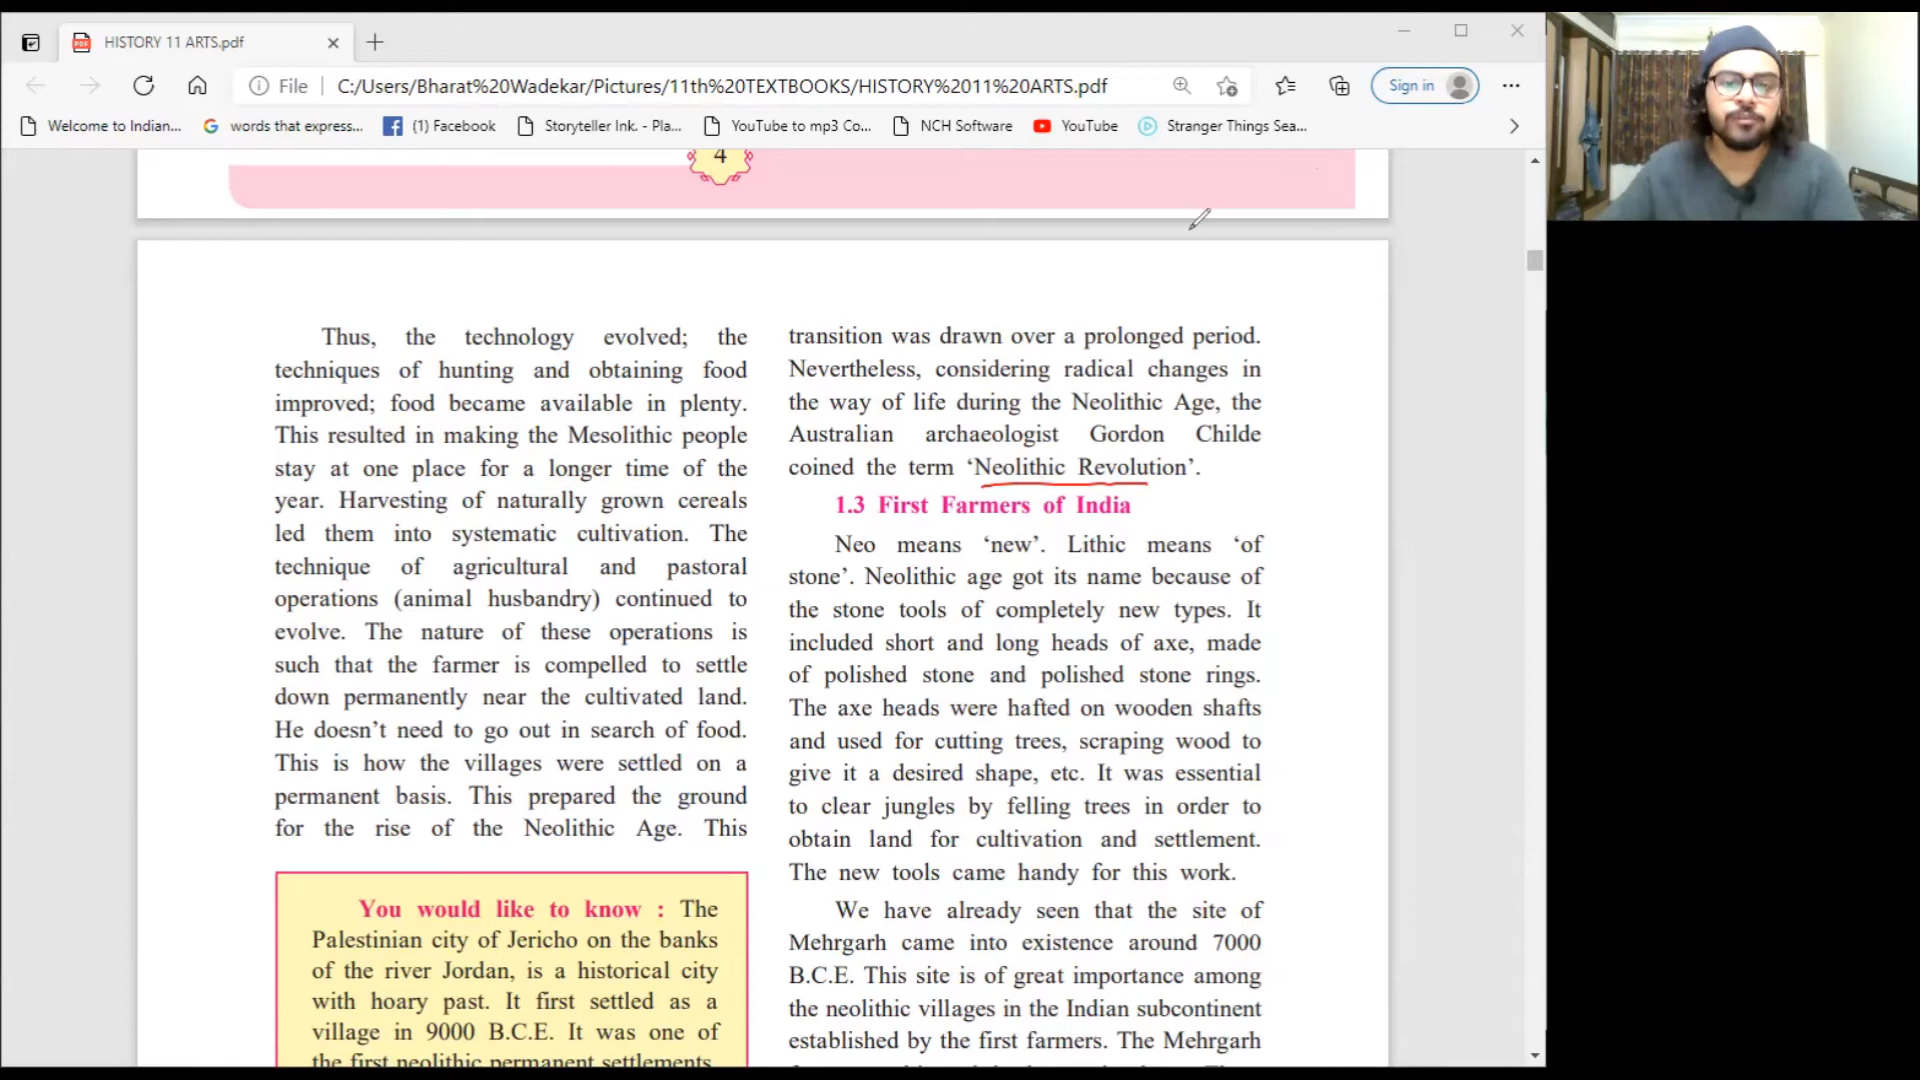 HISTORY 11 ARTS.pdf
File C:/Users/Bharat%20Wadekar/Pictures/11th%20TEXTBOOKS/HISTORY%2011%20ARTS.pdf
Sign in
Welcome to Indian...
words that express...
(1) Facebook
Storyteller Ink. - Pla...
YouTube to mp3 Co...
NCH Software
YouTube
Stranger Things Sea...
4
Thus, the technology evolved; the
techniques of hunting and obtaining food
improved; food became available in plenty.
This resulted in making the Mesolithic people
stay at one place for a longer time of the
year. Harvesting of naturally grown cereals
led them into systematic cultivation. The
technique of agricultural and pastoral
operations (animal husbandry) continued to
evolve. The nature of these operations is
such that the farmer is compelled to settle
down permanently near the cultivated land.
He doesn’t need to go out in search of food.
This is how the villages were settled on a
permanent basis. This prepared the ground
for the rise of the Neolithic Age. This
You would like to know : The
Palestinian city of Jericho on the banks
of the river Jordan, is a historical city
with hoary past. It first settled as a
village in 9000 B.C.E. It was one of
the first neolithic permanent settlements.
transition was drawn over a prolonged period.
Nevertheless, considering radical changes in
the way of life during the Neolithic Age, the
Australian archaeologist Gordon Childe
coined the term ‘Neolithic Revolution’.
1.3 First Farmers of India
Neo means ‘new’. Lithic means ‘of
stone’. Neolithic age got its name because of
the stone tools of completely new types. It
included short and long heads of axe, made
of polished stone and polished stone rings.
The axe heads were hafted on wooden shafts
and used for cutting trees, scraping wood to
give it a desired shape, etc. It was essential
to clear jungles by felling trees in order to
obtain land for cultivation and settlement.
The new tools came handy for this work.
We have already seen that the site of
Mehrgarh came into existence around 7000
B.C.E. This site is of great importance among
the neolithic villages in the Indian subcontinent
established by the first farmers. The Mehrgarh